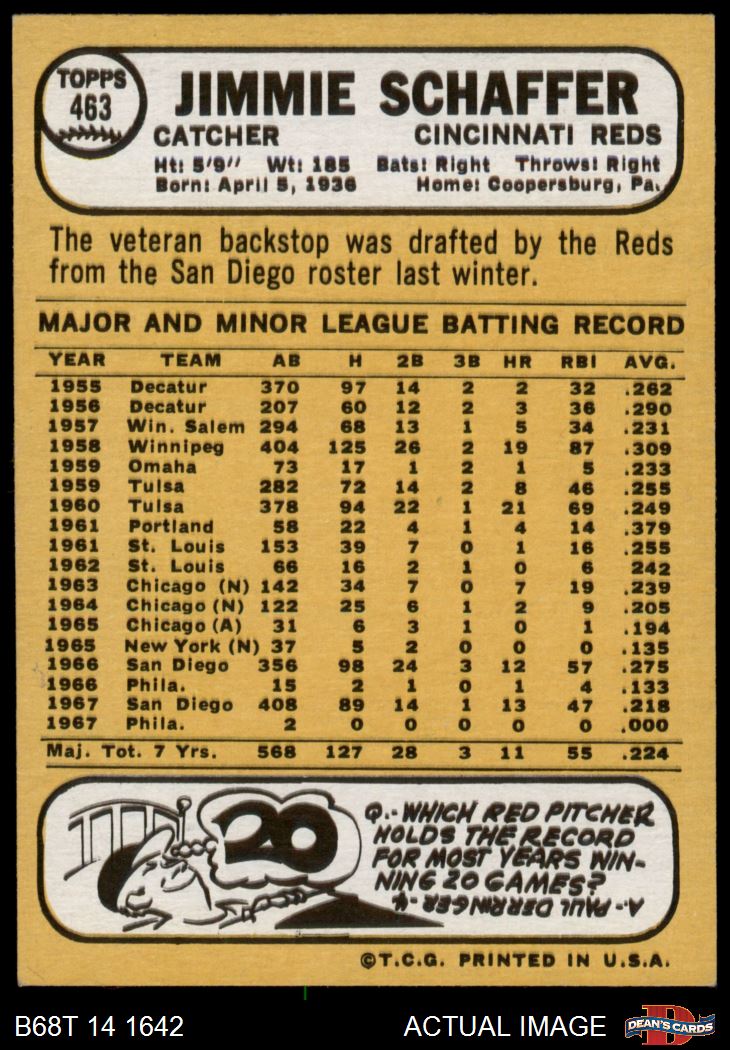 TOPPS
463
JIMMIE SCHAFFER
CATCHER CINCINNATI REDS
Ht: 5'9" Wt: 185 Bats: Right Throws: Right
Born: April 5, 1936 Home: Coopersburg, Pa.
The veteran backstop was drafted by the Reds
from the San Diego roster last winter.
MAJOR AND MINOR LEAGUE BATTING RECORD
YEAR TEAM AB H 2B 3B HR RBI AVG.
1955 Decatur 370 97 14 2 2 32 .262
1956 Decatur 207 60 12 2 3 36 .290
1957 Win. Salem 294 68 13 1 5 34 .231
1958 Winnipeg 404 125 26 2 19 87 .309
1959 Omaha 73 17 1 2 1 5 .233
1959 Tulsa 282 72 14 2 8 46 .255
1960 Tulsa 378 94 22 1 21 69 .249
1961 Portland 58 22 4 1 4 14 .379
1961 St. Louis 153 39 7 0 1 16 .255
1962 St. Louis 66 16 2 1 0 6 242
1963 Chicago (N) 142 34 7 0 7 19 .239
1964 Chicago (N) 122 25 6 1 2 9 .205
1965 Chicago (A) 31 6 3 1 0 1 .194
1965 New York (N) 37 5 2 0 0 0 .135
1966 San Diego 356 98 24 3 12 57 .275
1966 Phila. 15 2 1 0 1 4 .133
1967 San Diego 408 89 14 1 13 47 .218
1967 Phila. 2 0 0 0 0 0 .000
Maj. Tot. 7 Yrs. 568 127 28 3 11 55 .224
20
Q.-WHICH RED PITCHER
HOLDS THE RECORD
FOR MOST YEARS WIN-
NING 20 GAMES?
A.-PAUL DERRINGER-4
©T.C.G. PRINTED IN U.S.A.
B68T 14 1642 ACTUAL IMAGE
D
DEAN'S CARDS